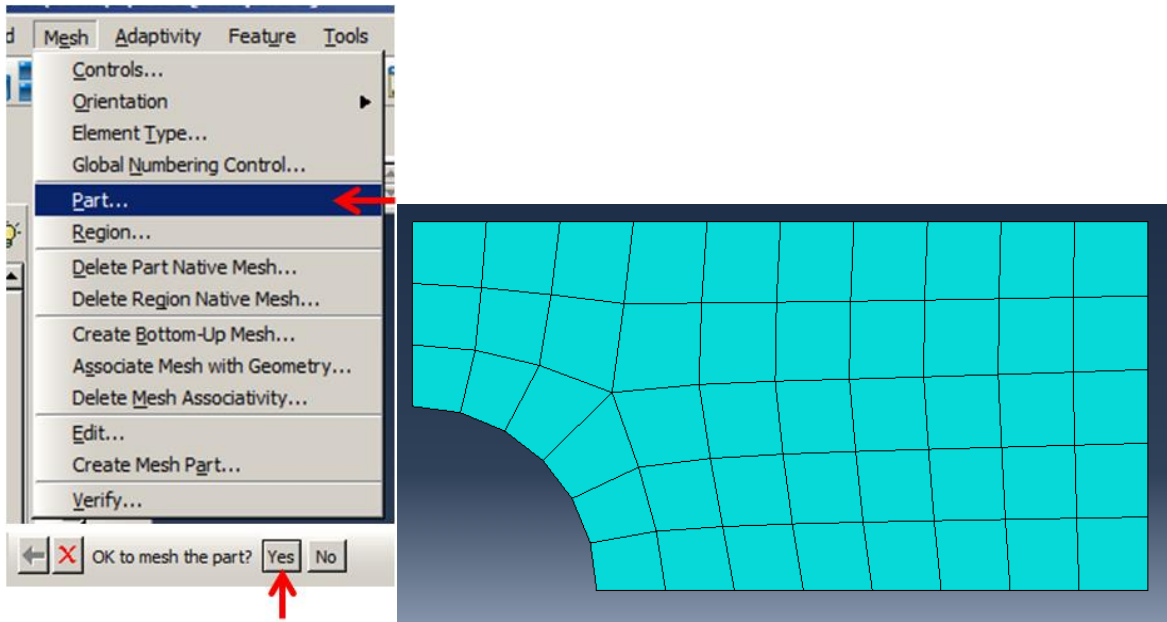 Mesh Adaptivity Feature Tools
Controls...
Orientation
Element Type...
Global Numbering Control...
Part...
Region...
Delete Part Native Mesh...
Delete Region Native Mesh...
Create Bottom-Up Mesh...
Associate Mesh with Geometry...
Delete Mesh Associativity...
Edit...
Create Mesh Part...
Verify...
OK to mesh the part? Yes No